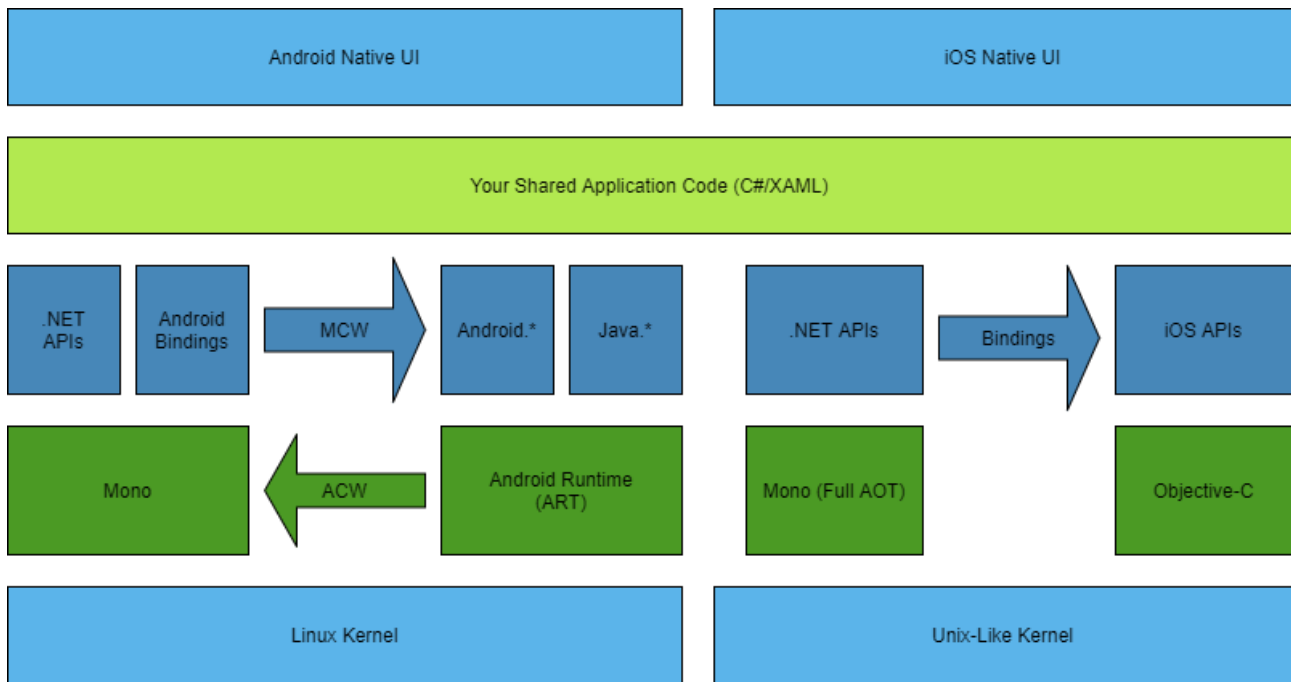 Android Native UI
iOS Native UI
Your Shared Application Code (C#/XAML)
.NET
APIs
Android
Bindings
MCW
Android.*
Java.*
.NET APIs
Bindings
iOS APIs
Mono
ACW
Android Runtime
(ART)
Mono (Full AOT)
Objective-C
Linux Kernel
Unix-Like Kernel